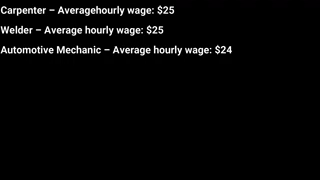 Carpenter – Averagehourly wage: $25
Welder – Average hourly wage: $25
Automotive Mechanic – Average hourly wage: $24